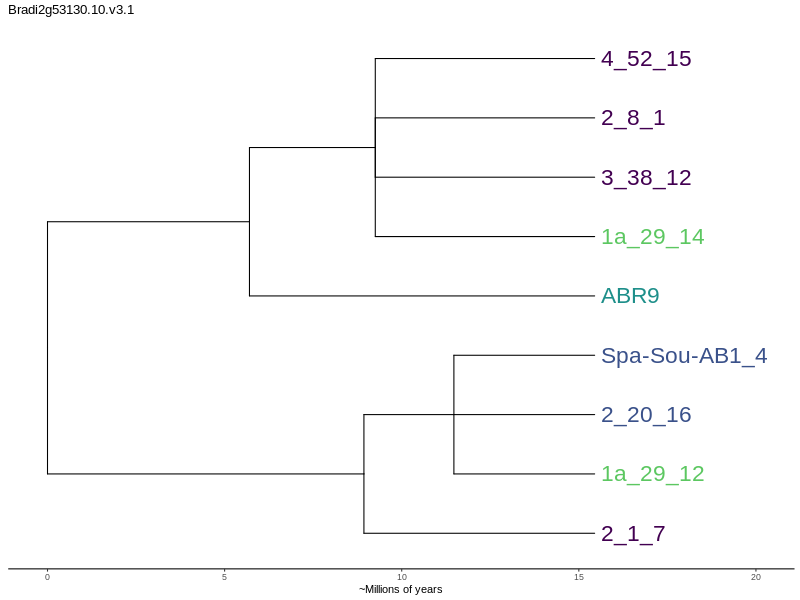 Bradi2g53130.10.v3.1
4_52_15
2_8_1
3_38_12
1a_29_14
ABR9
Spa-Sou-AB1_4
2_20_16
1a_29_12
2_1_7
0 5 10 15 20
~Millions of years